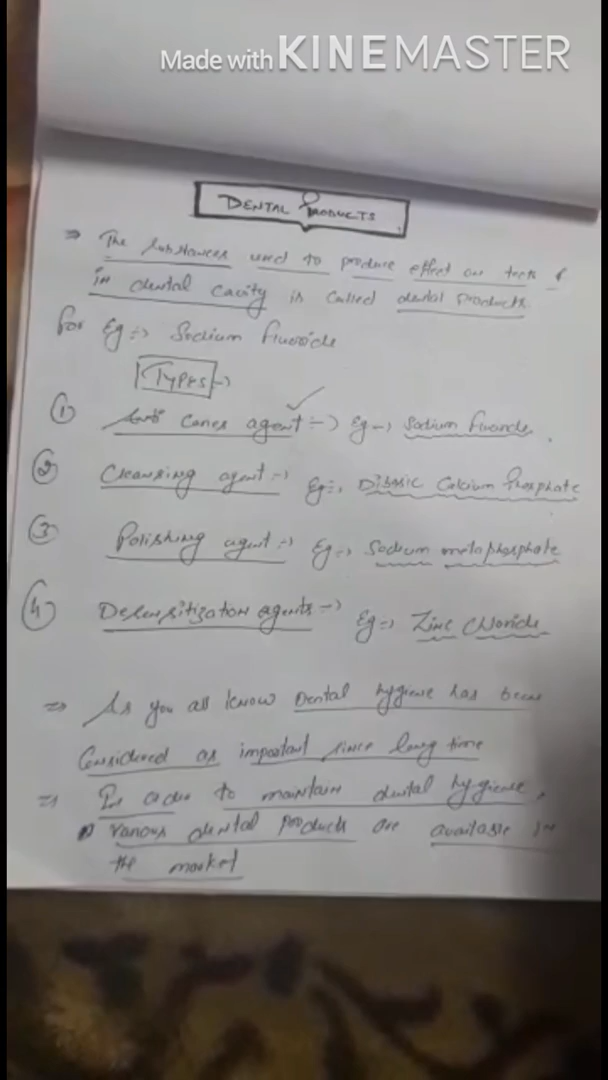 Made with KINEMASTER
DENTAL PRODUCTS
⇒ The substances used to produce effect on teeth &
in dental cavity is called dental products.
for Eg :→ Sodium fluoride
Types →
① Caries agent :→ Eg → Sodium fluoride.
② Cleansing agent :→ Eg :→ Dibasic Calcium Phosphate
③ Polishing agent :→ Eg :→ Sodium metaphosphate
④ Desensitization agents :→ Eg :→ Zinc Chloride
⇒ As you all know Dental hygiene has been
Considered as important since long time
⇒ In order to maintain dental hygiene,
various dental products are available in
the market